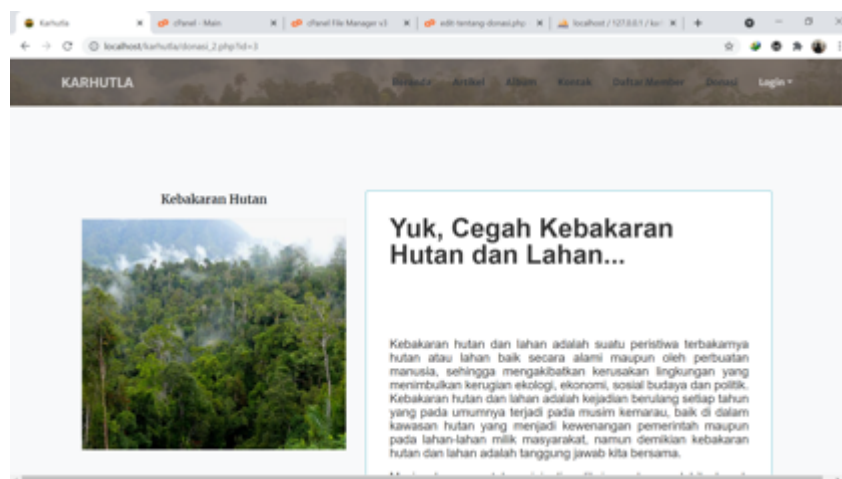 Karhutla
cPanel - Main
cPanel File Manager v3
edit tentang donasi.php
localhost / 127.0.0.1 / kar
localhost/karhutla/donasi_2.php?id=3
KARHUTLA
Beranda Artikel Album Kontak Daftar Member Donasi Login
Kebakaran Hutan
Yuk, Cegah Kebakaran
Hutan dan Lahan...
Kebakaran hutan dan lahan adalah suatu peristiwa terbakarnya
hutan atau lahan baik secara alami maupun oleh perbuatan
manusia, sehingga mengakibatkan kerusakan lingkungan yang
menimbulkan kerugian ekologi, ekonomi, sosial budaya dan politik.
Kebakaran hutan dan lahan adalah kejadian berulang setiap tahun
yang pada umumnya terjadi pada musim kemarau, baik di dalam
kawasan hutan yang menjadi kewenangan pemerintah maupun
pada lahan-lahan milik masyarakat, namun demikian kebakaran
hutan dan lahan adalah tanggung jawab kita bersama.